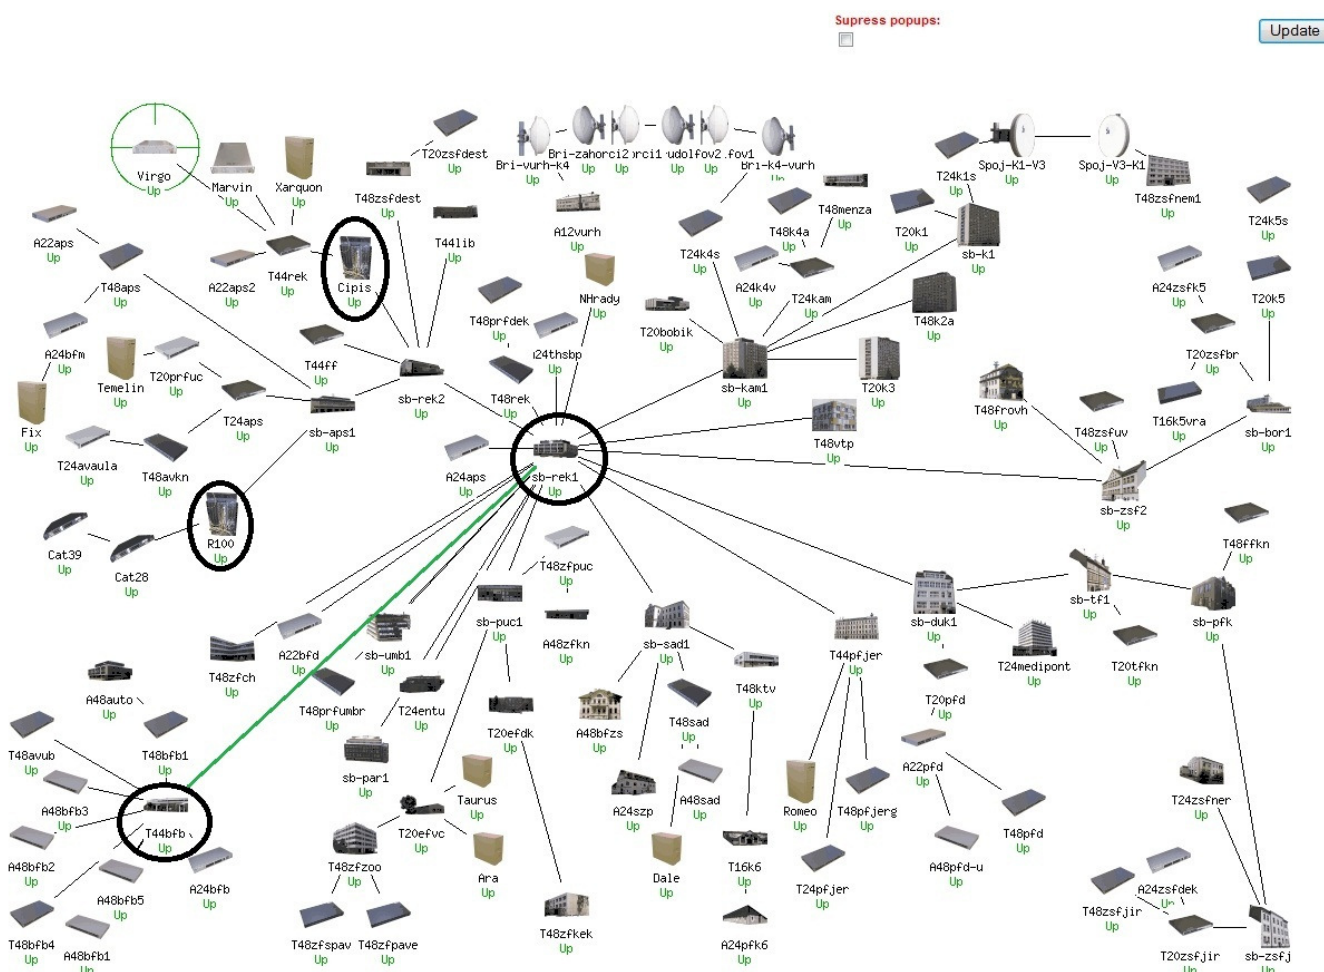 Supress popups:
Update
Virgo
Up
Marvin
Up
Xarquon
Up
T20zsfdest
Up
Bri-vurh-k4
Up
Bri-zahorci2
Up
Up
Up
Up
Bri-k4-vurh
Up
T24k1s
Up
Spoj-K1-V3
Up
Spoj-V3-K1
Up
T48zsfnem1
Up
T48zsfdest
Up
T44lib
Up
A12vurh
Up
T48menza
Up
T48k4a
Up
T20k1
Up
sb-k1
Up
T24k5s
Up
A22aps
Up
T48aps
Up
A22aps2
Up
T44rek
Up
Cipis
Up
NHrady
Up
T24k4s
Up
A24k4v
Up
T24kam
Up
A24zsfk5
Up
T20k5
Up
A24bfm
Up
Temelin
Up
T20prfuc
Up
T44ff
Up
T48prfdek
Up
T20bobik
Up
T48k2a
Up
T20zsfbr
Up
sb-rek2
Up
T48rek
Up
sb-kam1
Up
T20k3
Up
T48frovh
Up
T16k5vra
Up
sb-bor1
Up
Fix
Up
T24aps
Up
sb-aps1
Up
T48zsfuv
Up
T24avaula
Up
T48avkn
Up
A24aps
Up
sb-rek1
Up
T48vtp
Up
sb-zsf2
Up
Cat39
Up
Cat28
Up
R100
Up
T48ffkn
Up
T48zfpuc
Up
sb-puc1
Up
A48zfkn
Up
sb-sad1
Up
T44pfjer
Up
sb-duk1
Up
T24medipont
Up
sb-tf1
Up
T20tfkn
Up
sb-pfk
Up
T48zfch
Up
A22bfd
Up
sb-umb1
Up
T48prfumbr
Up
T24entu
Up
T48ktv
Up
T20pfd
Up
A48auto
Up
T48avub
Up
T48bfb1
Up
sb-par1
Up
T20efdk
Up
A48bfzs
Up
T48sad
Up
A22pfd
Up
T24zsfner
Up
A48bfb3
Up
T44bfb
Up
Taurus
Up
T20efvc
Up
A24szp
Up
A48sad
Up
Romeo
Up
T48pfjerg
Up
T48pfd
Up
A48bfb2
Up
A48bfb5
Up
A24bfb
Up
T48zfzoo
Up
Ara
Up
Dale
Up
T16k6
Up
T24pfjer
Up
A48pfd-u
Up
A24zsfdek
Up
T48zsfjir
Up
T48bfb4
Up
A48bfb1
Up
T48zfspav
Up
T48zfpave
Up
T48zfkek
Up
A24pfk6
Up
T20zsfjir
Up
sb-zsfj
Up